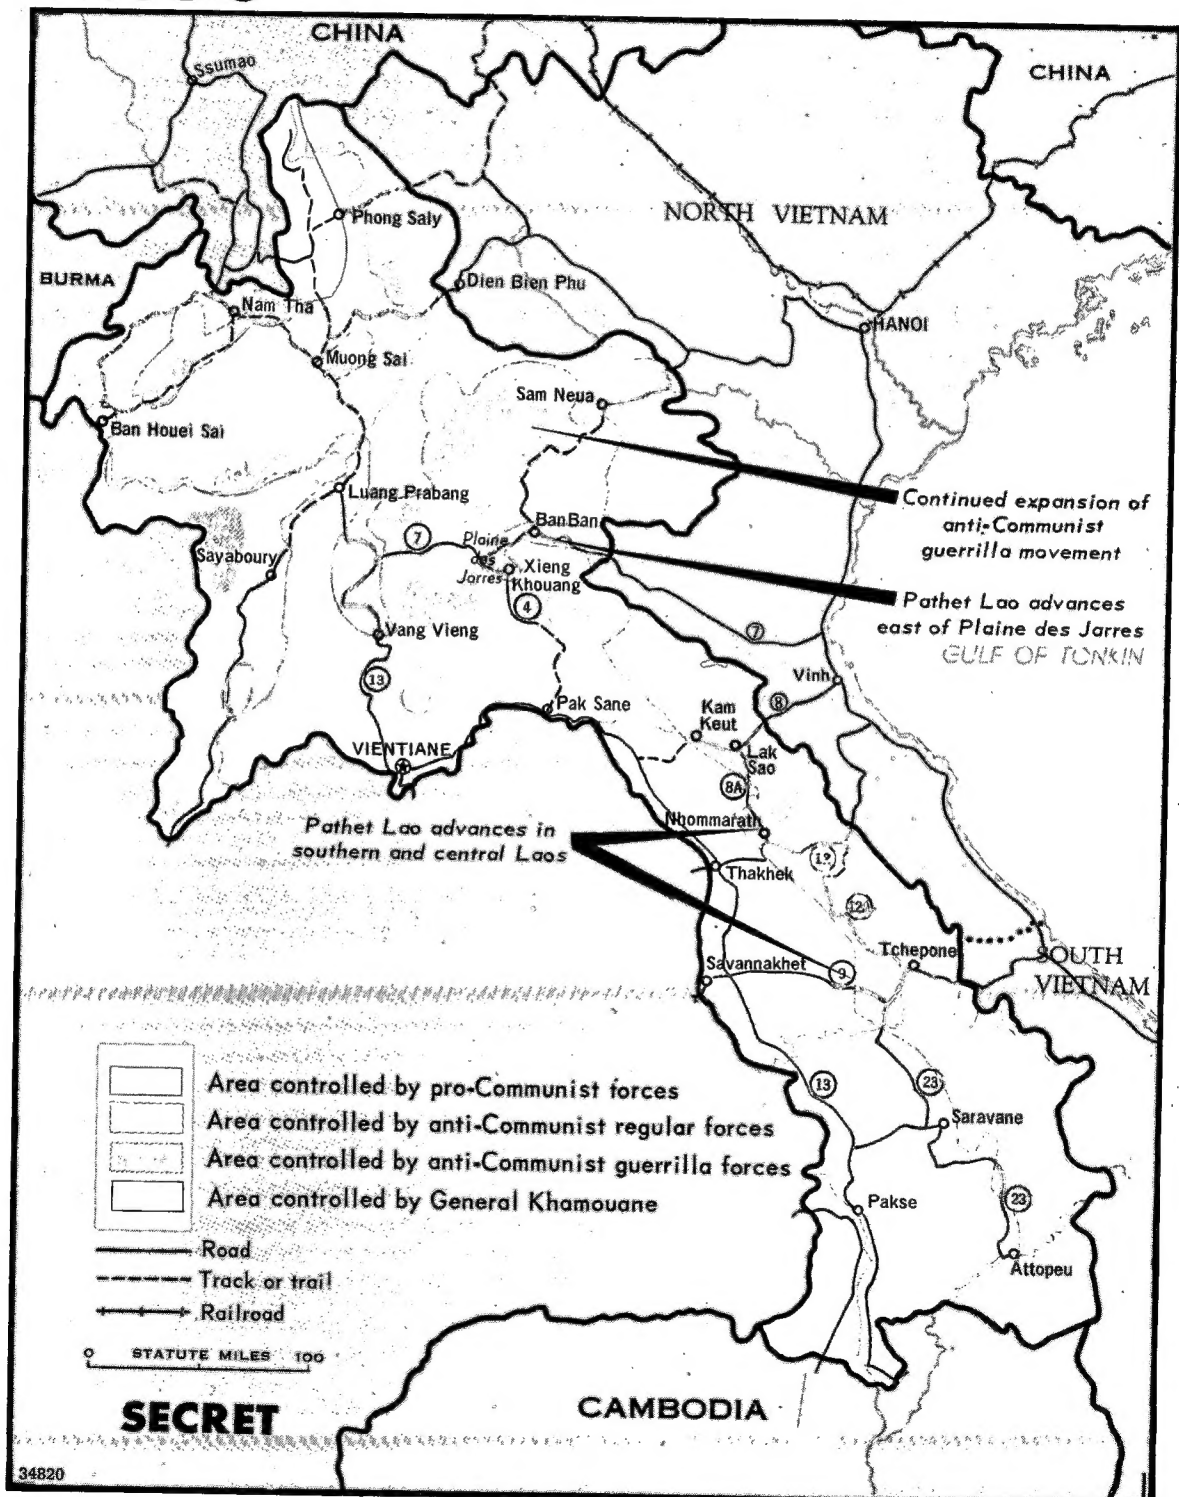 CHINA
CHINA
Ssumao
Phong Saly
NORTH VIETNAM
BURMA
Dien Bien Phu
Nam Tha
HANOI
Muong Sai
Sam Neua
Ban Houei Sai
Luang Prabang
Continued expansion of
anti-Communist
guerrilla movement
Ban Ban
7
Plaine
des
Jarres
Sayaboury
Xieng
Khouang
4
Pathet Lao advances
east of Plaine des Jarres
GULF OF TONKIN
7
Vang Vieng
13
Vinh
8
Pak Sane
Kam
Keut
VIENTIANE
Lak
Sao
8A
Nhommarath
Pathet Lao advances in
southern and central Laos
12
Thakhek
12
Tchepone
SOUTH
VIETNAM
Savannakhet
9
Area controlled by pro-Communist forces
13
23
Area controlled by anti-Communist regular forces
Saravane
Area controlled by anti-Communist guerrilla forces
Area controlled by General Khamouane
Pakse
23
Road
Track or trail
Attopeu
Railroad
0 STATUTE MILES 100
SECRET
CAMBODIA
34820